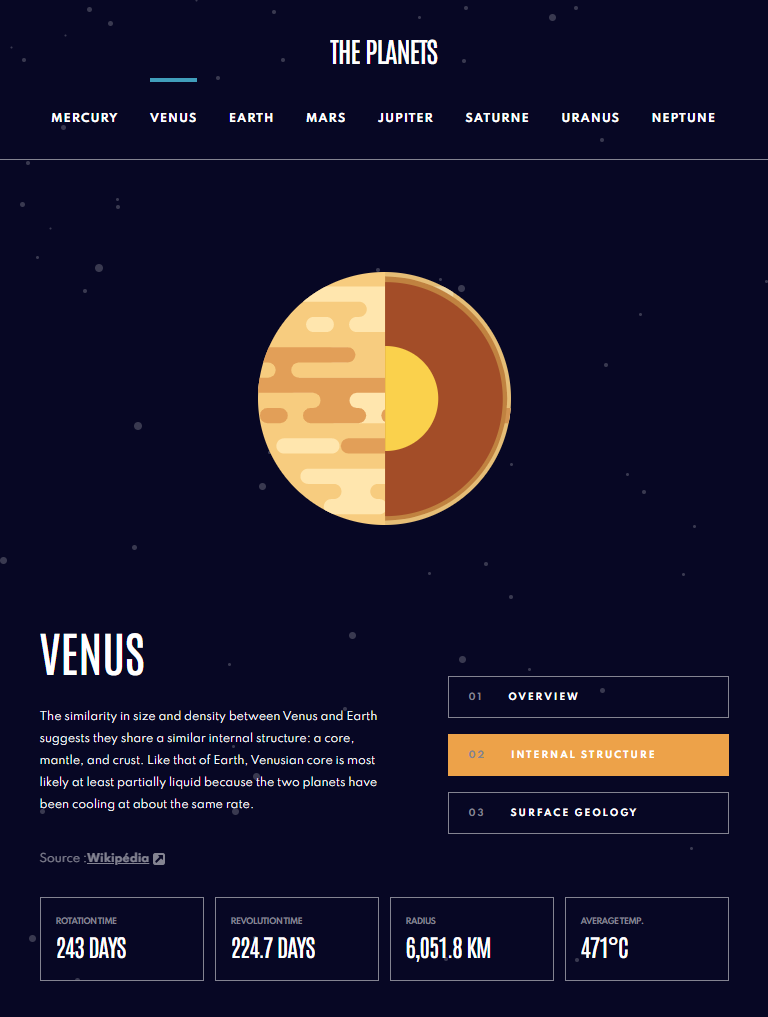 THE PLANETS
MERCURY VENUS EARTH MARS JUPITER SATURNE URANUS NEPTUNE
VENUS
The similarity in size and density between Venus and Earth
suggests they share a similar internal structure: a core,
mantle, and crust. Like that of Earth, Venusian core is most
likely at least partially liquid because the two planets have
been cooling at about the same rate.
Source :Wikipédia
01 OVERVIEW
02 INTERNAL STRUCTURE
03 SURFACE GEOLOGY
ROTATION TIME
243 DAYS
REVOLUTION TIME
224.7 DAYS
RADIUS
6,051.8 KM
AVERAGE TEMP.
471°C